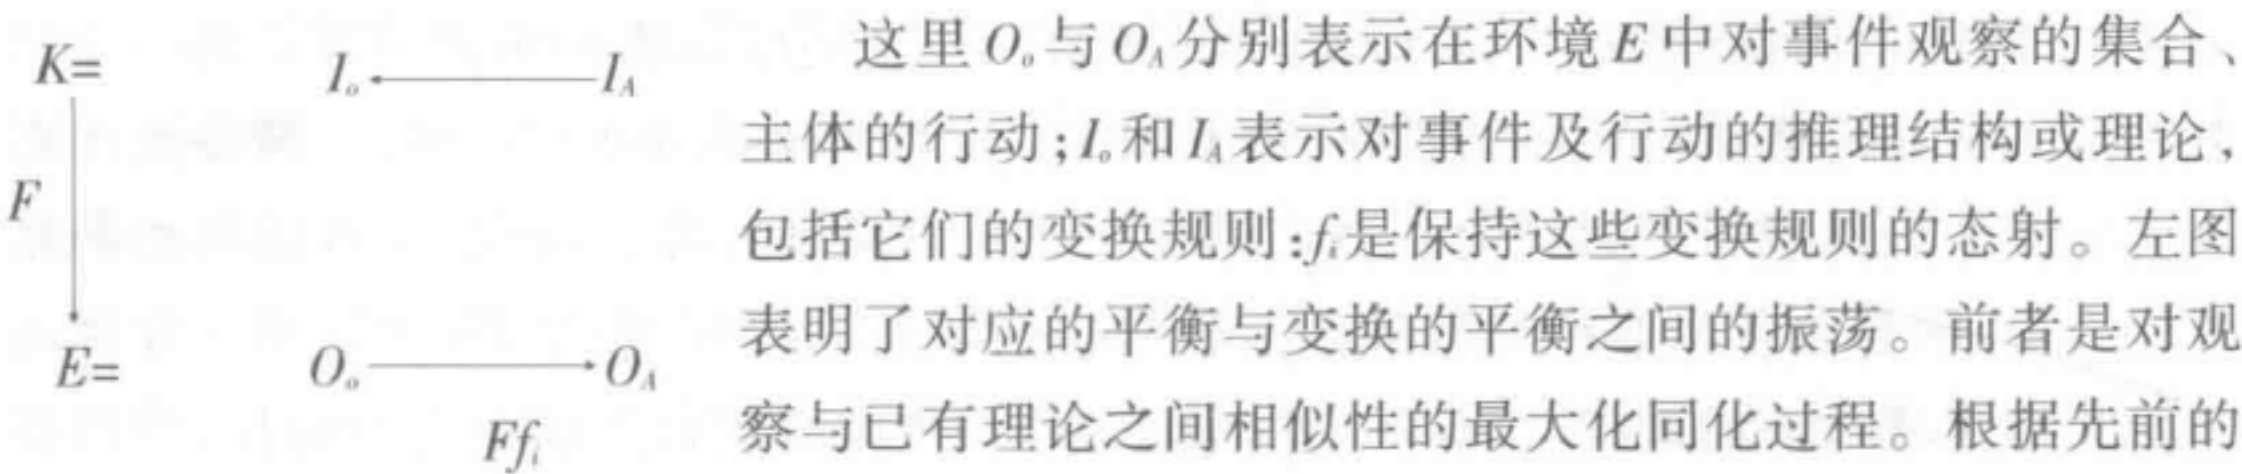 K= I。 I_A
F
E= O。 O_A
Ff_i
这里O。与O_A分别表示在环境E中对事件观察的集合、
主体的行动;I。和I_A表示对事件及行动的推理结构或理论,
包括它们的变换规则:f_i是保持这些变换规则的态射。左图
表明了对应的平衡与变换的平衡之间的振荡。前者是对观
察与已有理论之间相似性的最大化同化过程。根据先前的